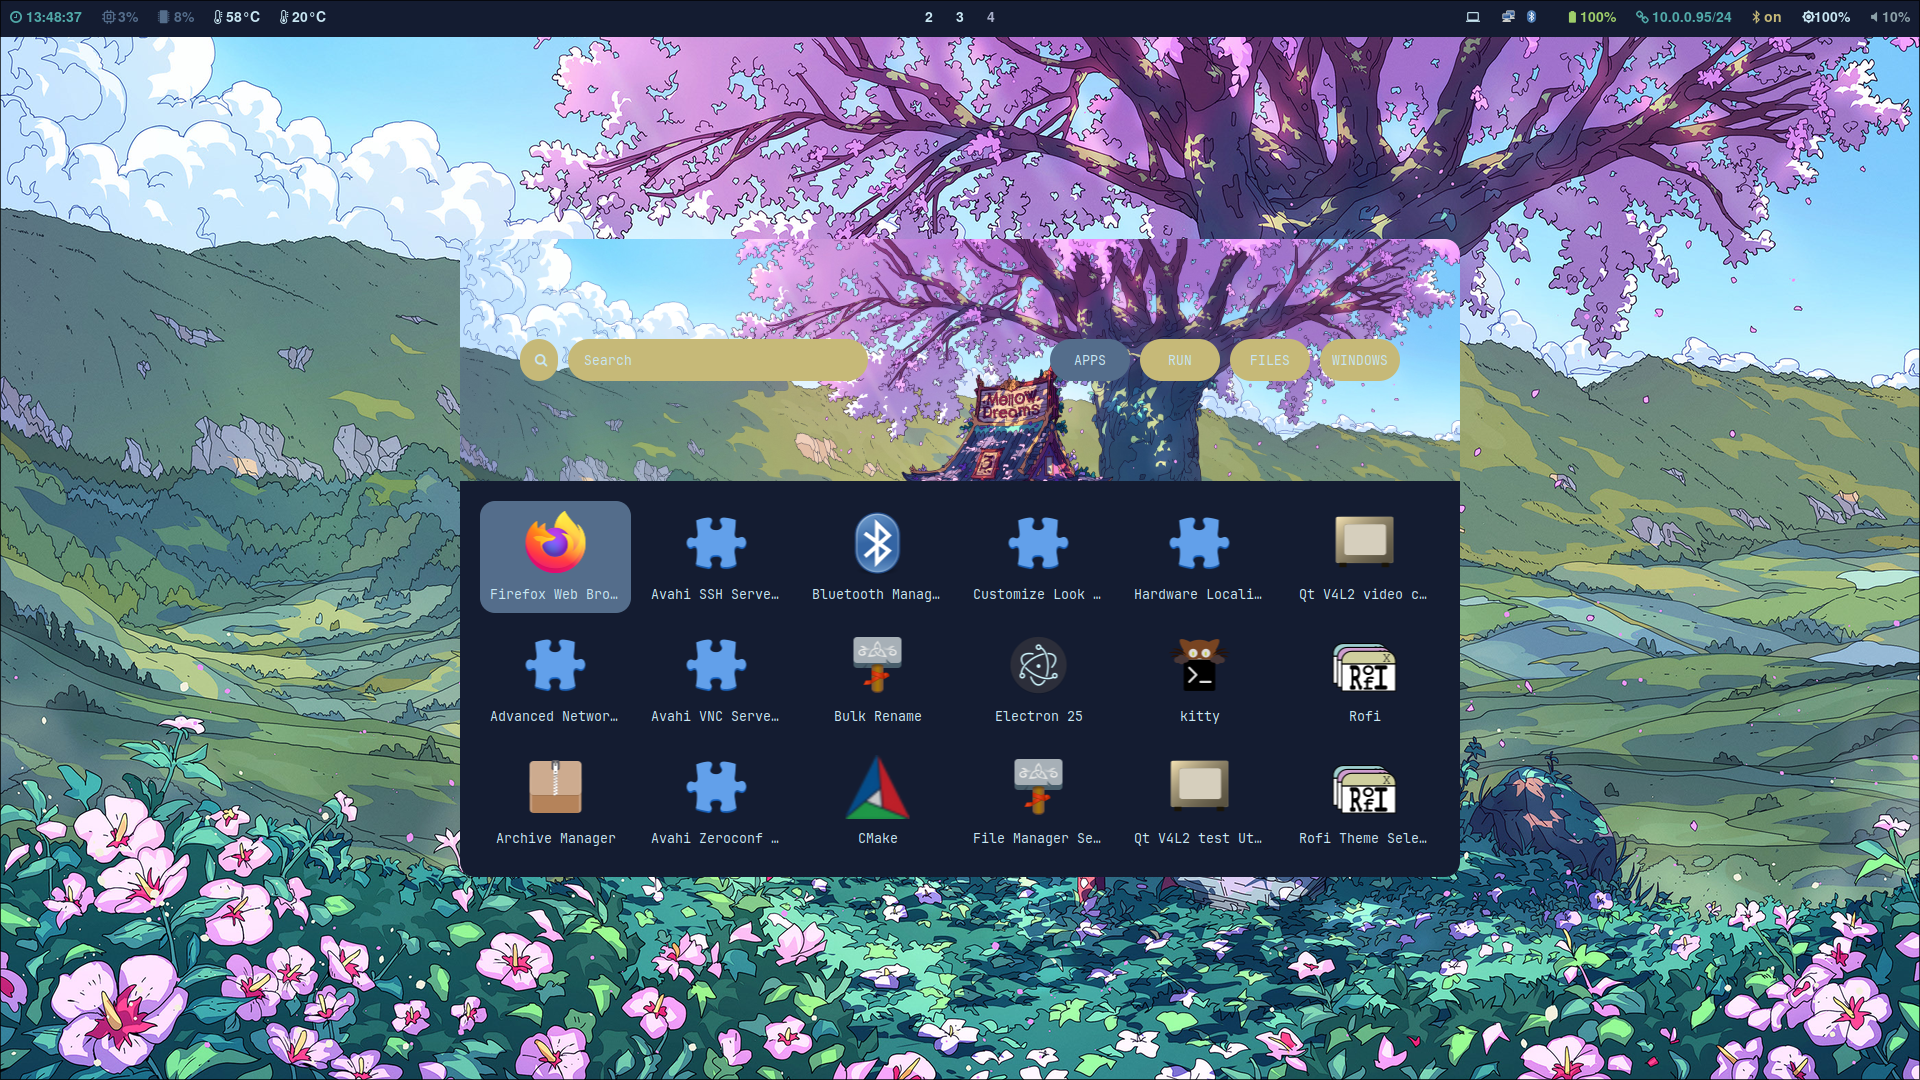 13:48:37 3% 8% 58°C 20°C 2 3 4 100% 10.0.0.95/24 on 100% 10%
Search APPS RUN FILES WINDOWS
Mellow
Dreams
3
Firefox Web Bro… Avahi SSH Serve… Bluetooth Manag… Customize Look … Hardware Locali… Qt V4L2 video c…
Advanced Networ… Avahi VNC Serve… Bulk Rename Electron 25 kitty Rofi
Archive Manager Avahi Zeroconf … CMake File Manager Se… Qt V4L2 test Ut… Rofi Theme Sele…